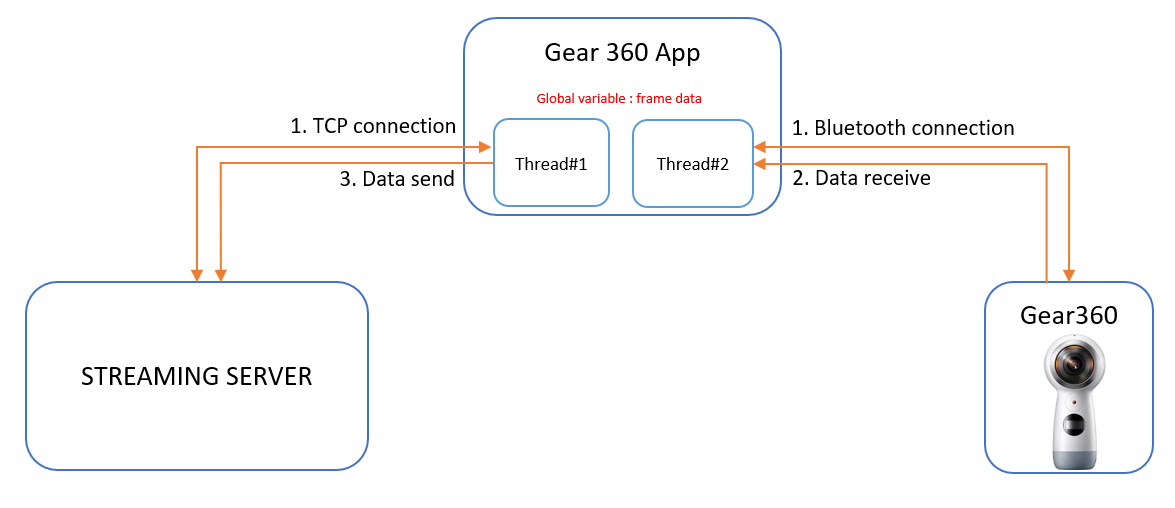 Gear 360 App
Global variable : frame data
1. TCP connection
1. Bluetooth connection
Thread#1
Thread#2
3. Data send
2. Data receive
Gear360
STREAMING SERVER